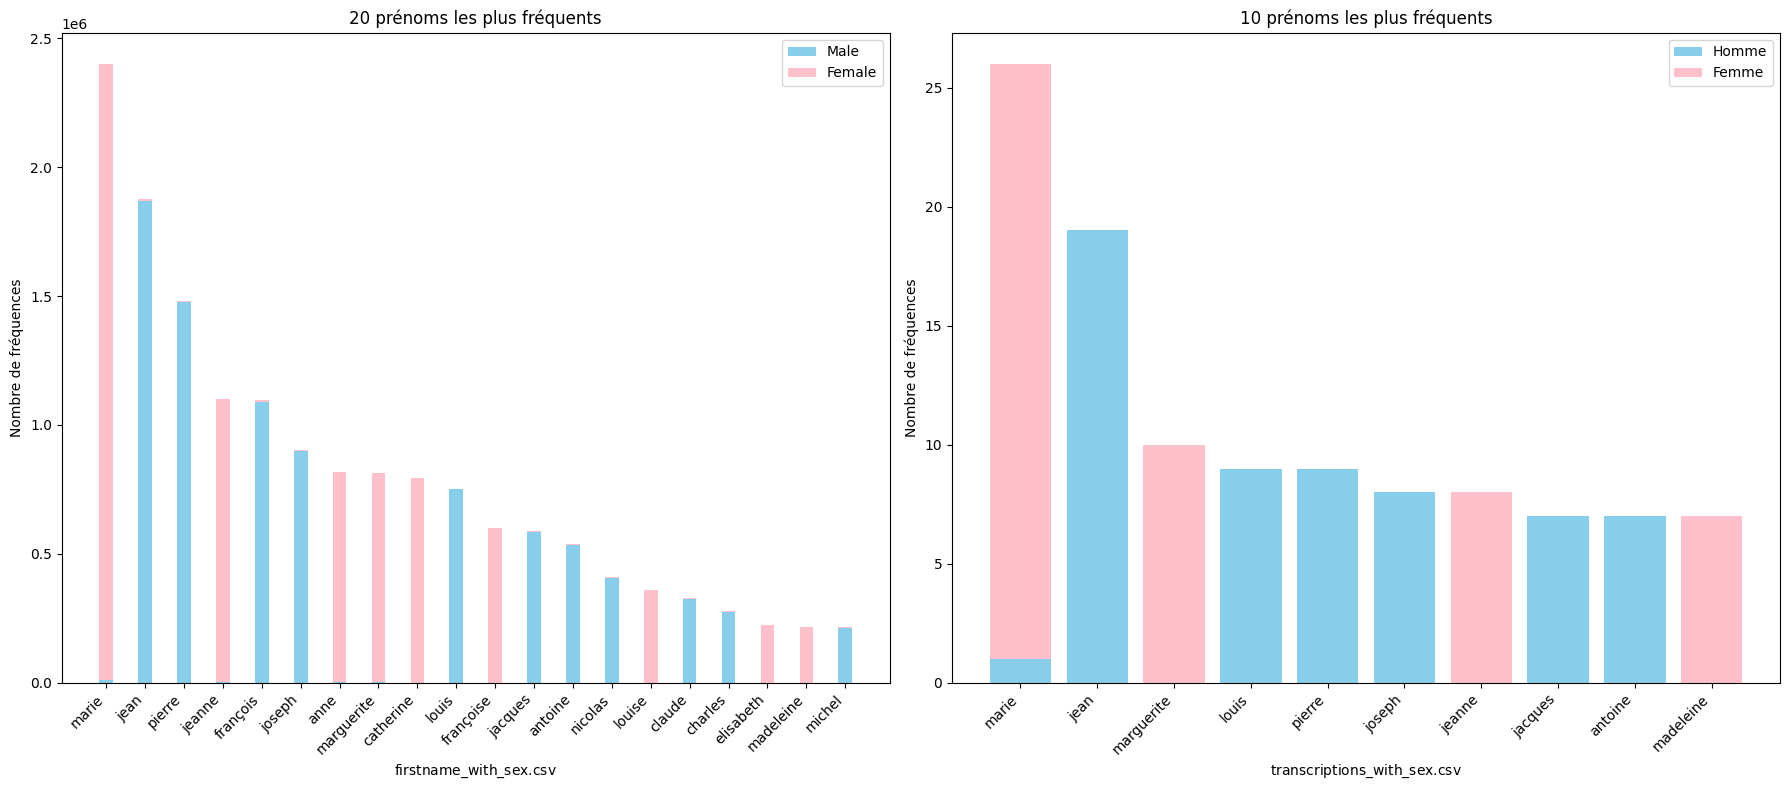 20 prénoms les plus fréquents
1e6
2.5
2.0
1.5
1.0
0.5
0.0
Nombre de fréquences
Male
Female
marie
jean
pierre
jeanne
françois
joseph
anne
marguerite
catherine
louis
françoise
jacques
antoine
nicolas
louise
claude
charles
elisabeth
madeleine
michel
firstname_with_sex.csv
10 prénoms les plus fréquents
25
20
15
10
5
0
Nombre de fréquences
Homme
Femme
marie
jean
marguerite
louis
pierre
joseph
jeanne
jacques
antoine
madeleine
transcriptions_with_sex.csv